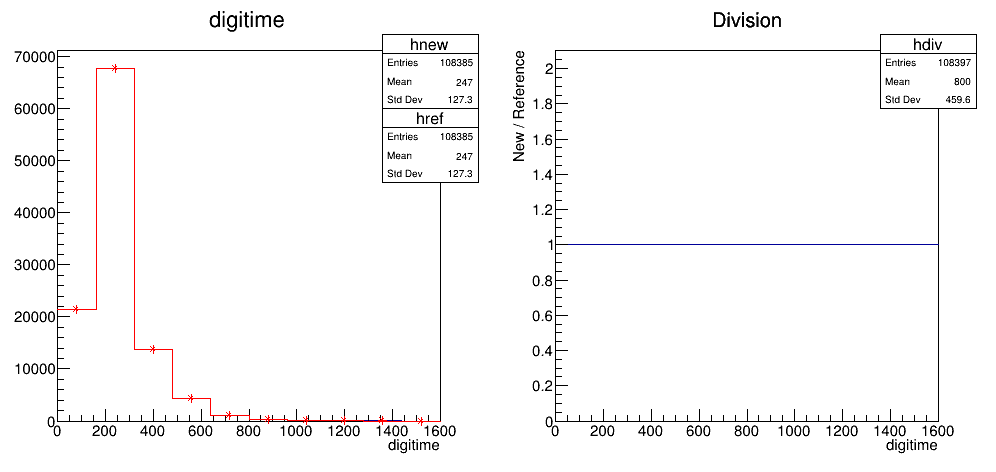 digitime
hnew
Entries 108385
Mean 247
Std Dev 127.3
href
Entries 108385
Mean 247
Std Dev 127.3
70000
60000
50000
40000
30000
20000
10000
0
0 200 400 600 800 1000 1200 1400 1600
digitime
Division
hdiv
Entries 108397
Mean 800
Std Dev 459.6
New / Reference
2
1.8
1.6
1.4
1.2
1
0.8
0.6
0.4
0.2
0
0 200 400 600 800 1000 1200 1400 1600
digitime